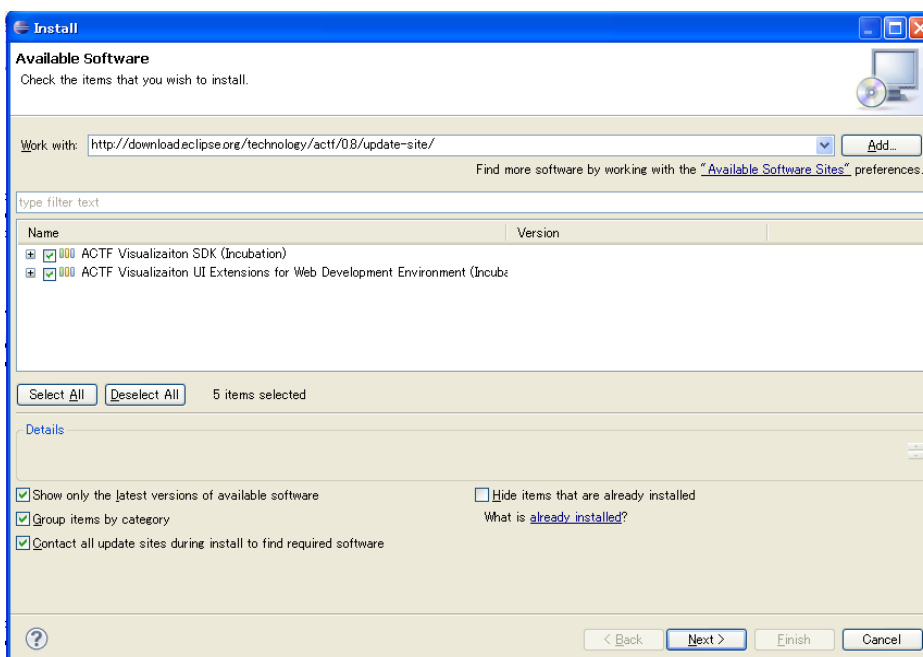 Install
Available Software
Check the items that you wish to install.
Work with: http://download.eclipse.org/technology/actf/0.8/update-site/ Add...
Find more software by working with the "Available Software Sites" preferences.
type filter text
Name Version
ACTF Visualizaiton SDK (Incubation)
ACTF Visualizaiton UI Extensions for Web Development Environment (Incuba
Select All Deselect All 5 items selected
Details
Show only the latest versions of available software Hide items that are already installed
Group items by category What is already installed?
Contact all update sites during install to find required software
? < Back Next > Finish Cancel